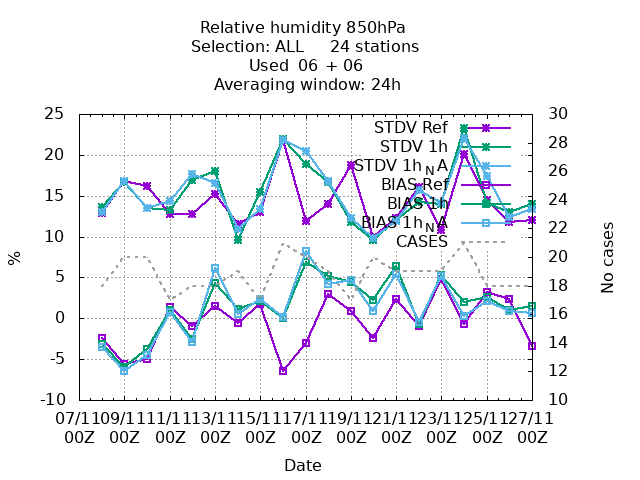 Relative humidity 850hPa
Selection: ALL 24 stations
Used 06 + 06
Averaging window: 24h
25 30
STDV Ref
20 28
STDV 1h
STDV 1h_NA 26
15 BIAS Ref
24
BIAS 1h
BIAS 1h_NA 22
10 CASES
% 5 20 No cases
18
0 16
-5 14
12
-10 10
07/11 09/11 11/11 13/11 15/11 17/11 19/11 21/11 23/11 25/11 27/11
00Z 00Z 00Z 00Z 00Z 00Z 00Z 00Z 00Z 00Z 00Z
Date